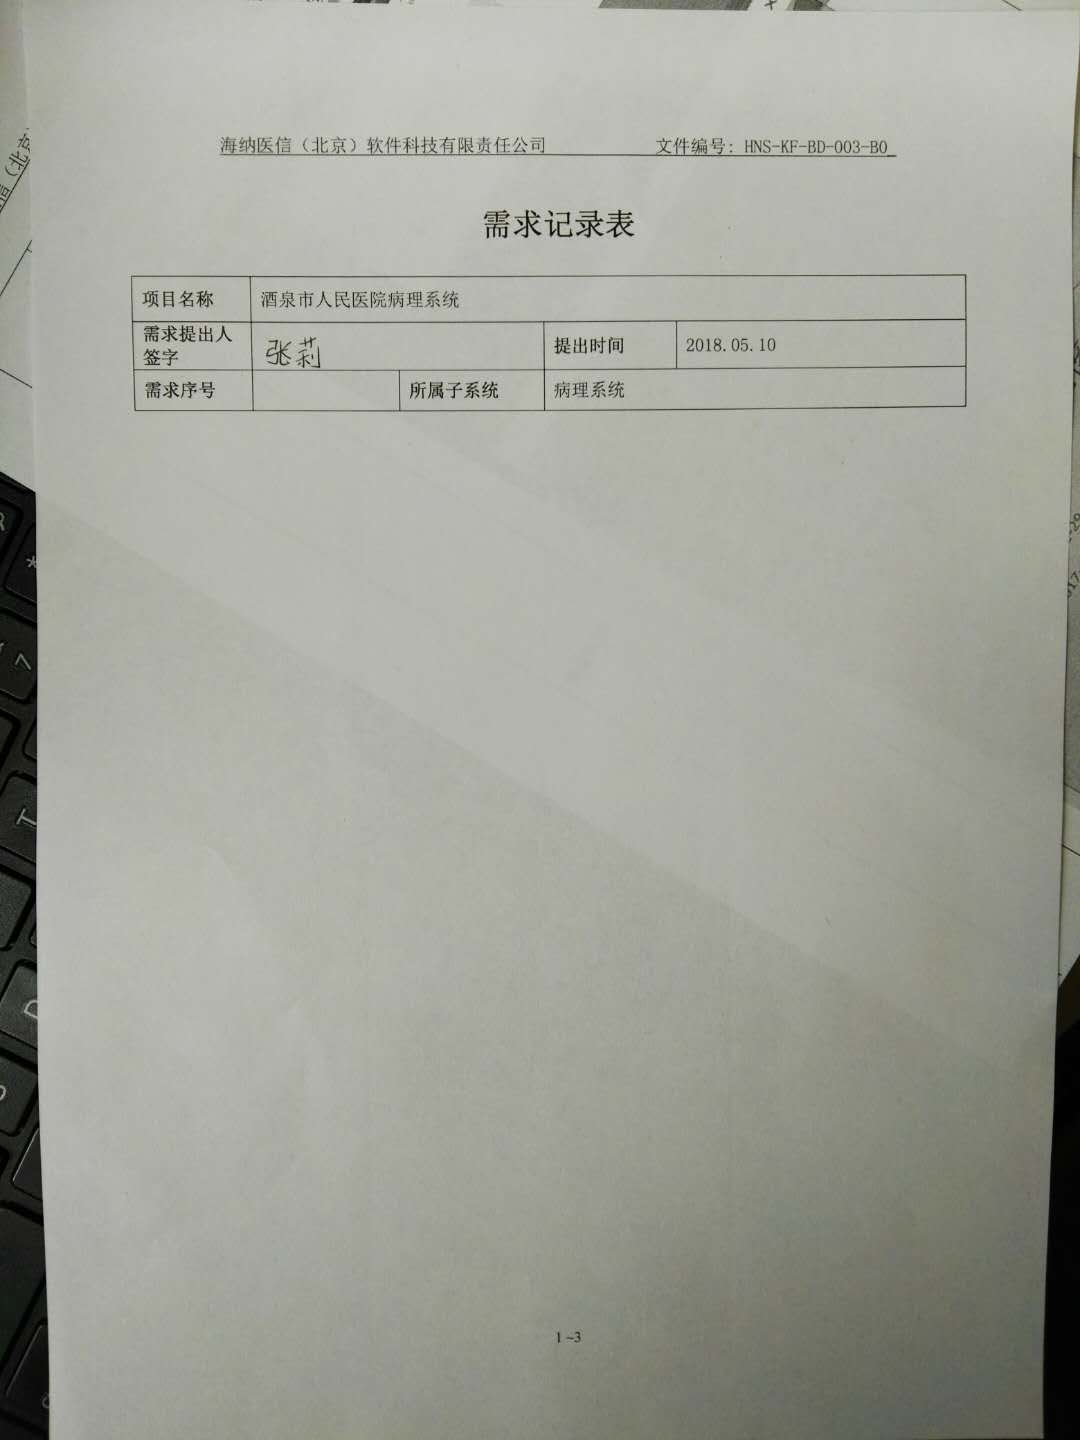 海纳医信（北京）软件科技有限责任公司 文件编号: HNS-KF-BD-003-B0
需求记录表
项目名称 酒泉市人民医院病理系统
需求提出人
签字 张莉 提出时间 2018.05.10
需求序号 所属子系统 病理系统
1 ~3